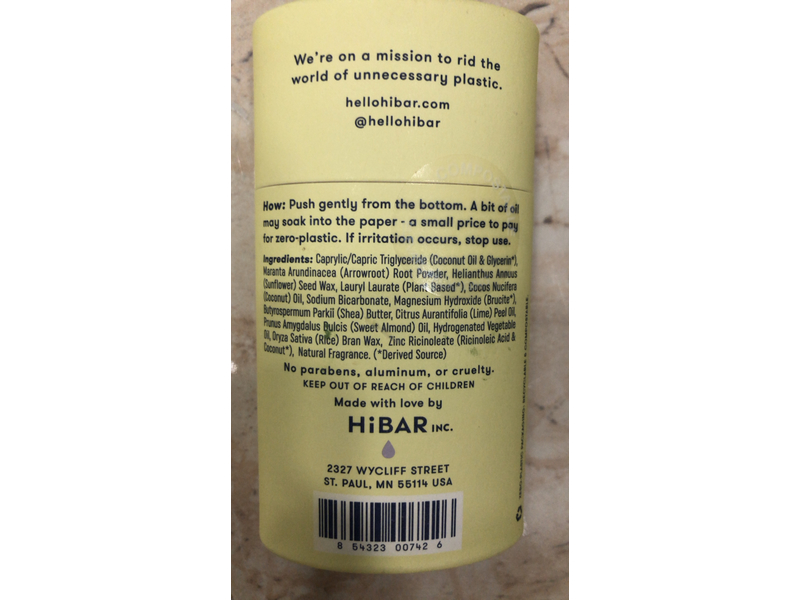 We're on a mission to rid the
world of unnecessary plastic.
hellohibar.com
@hellohibar
How: Push gently from the bottom. A bit of oil
may soak into the paper - a small price to pay
for zero-plastic. If irritation occurs, stop use.
Ingredients: Caprylic/Capric Triglyceride (Coconut Oil & Glycerin*),
Maranta Arundinacea (Arrowroot) Root Powder, Helianthus Annous
(Sunflower) Seed Wax, Lauryl Laurate (Plant Based*), Cocos Nucifera
(Coconut) Oil, Sodium Bicarbonate, Magnesium Hydroxide (Brucite*),
Butyrospermum Parkii (Shea) Butter, Citrus Aurantifolia (Lime) Peel Oil,
Prunus Amygdalus Dulcis (Sweet Almond) Oil, Hydrogenated Vegetable
Oil, Oryza Sativa (Rice) Bran Wax, Zinc Ricinoleate (Ricinoleic Acid &
Coconut*), Natural Fragrance. (*Derived Source)
No parabens, aluminum, or cruelty.
KEEP OUT OF REACH OF CHILDREN
Made with love by
HiBAR INC.
2327 WYCLIFF STREET
ST. PAUL, MN 55114 USA
8 54323 00742 6